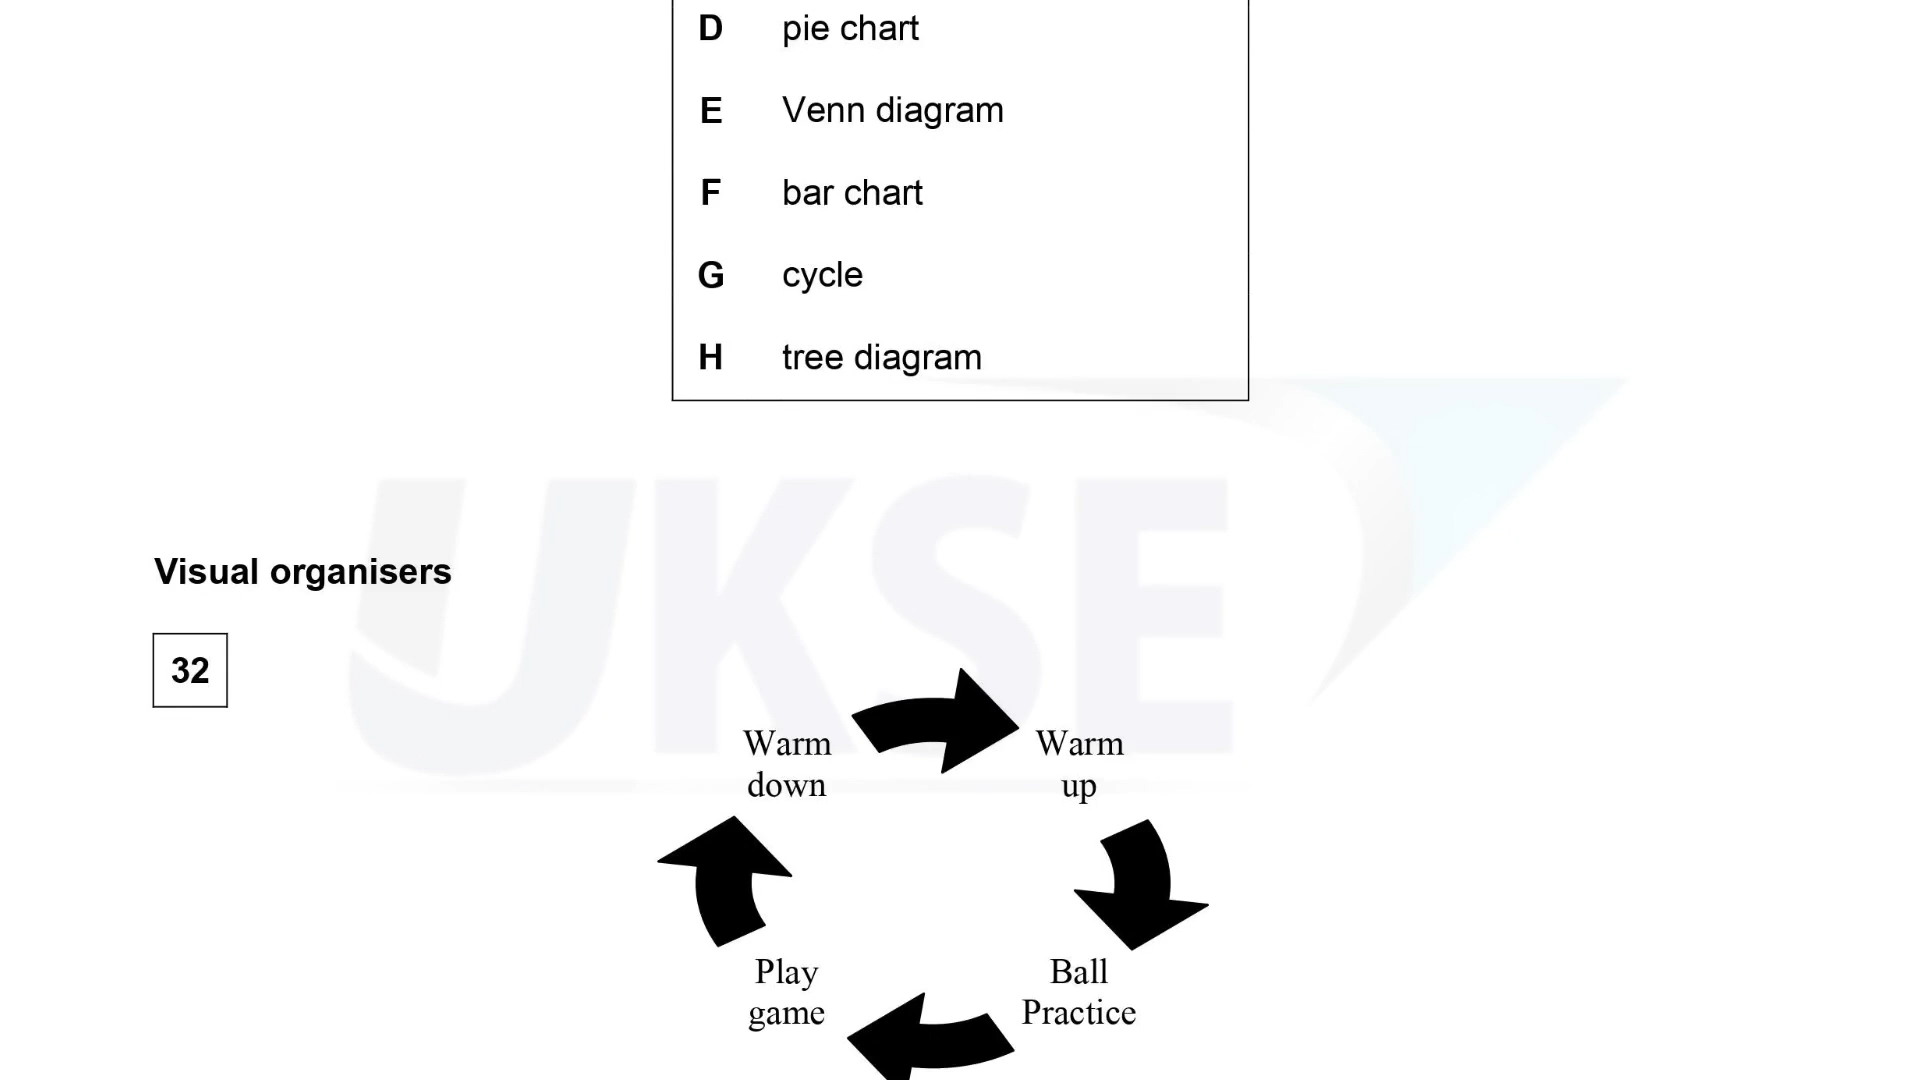 D pie chart
E Venn diagram
F bar chart
G cycle
H tree diagram
UKSE
Visual organisers
32
Warm
down
Warm
up
Play
game
Ball
Practice